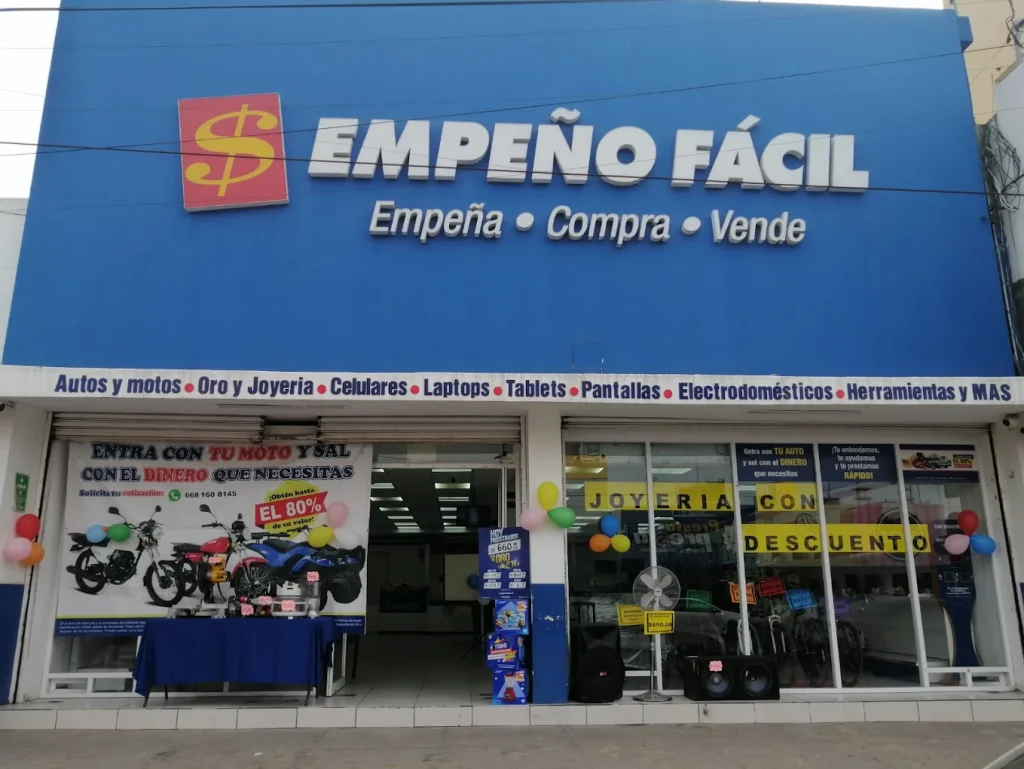 $ EMPEÑO FÁCIL
Empeña • Compra • Vende
Autos y motos • Oro y Joyeria • Celulares • Laptops • Tablets • Pantallas • Electrodomésticos • Herramientas y MAS
ENTRA CON TU MOTO Y SAL
CON EL DINERO QUE NECESITAS
Solicita tu cotización: 668 160 8145
¡Obtén hasta
EL 80%
de su valor!
HOY
660
ORO
JOYERIA CON
DESCUENTO
Entra con TU AUTO
y sal con el DINERO
que necesitas
¡Te entendemos,
te ayudamos
y te prestamos
RÁPIDO!